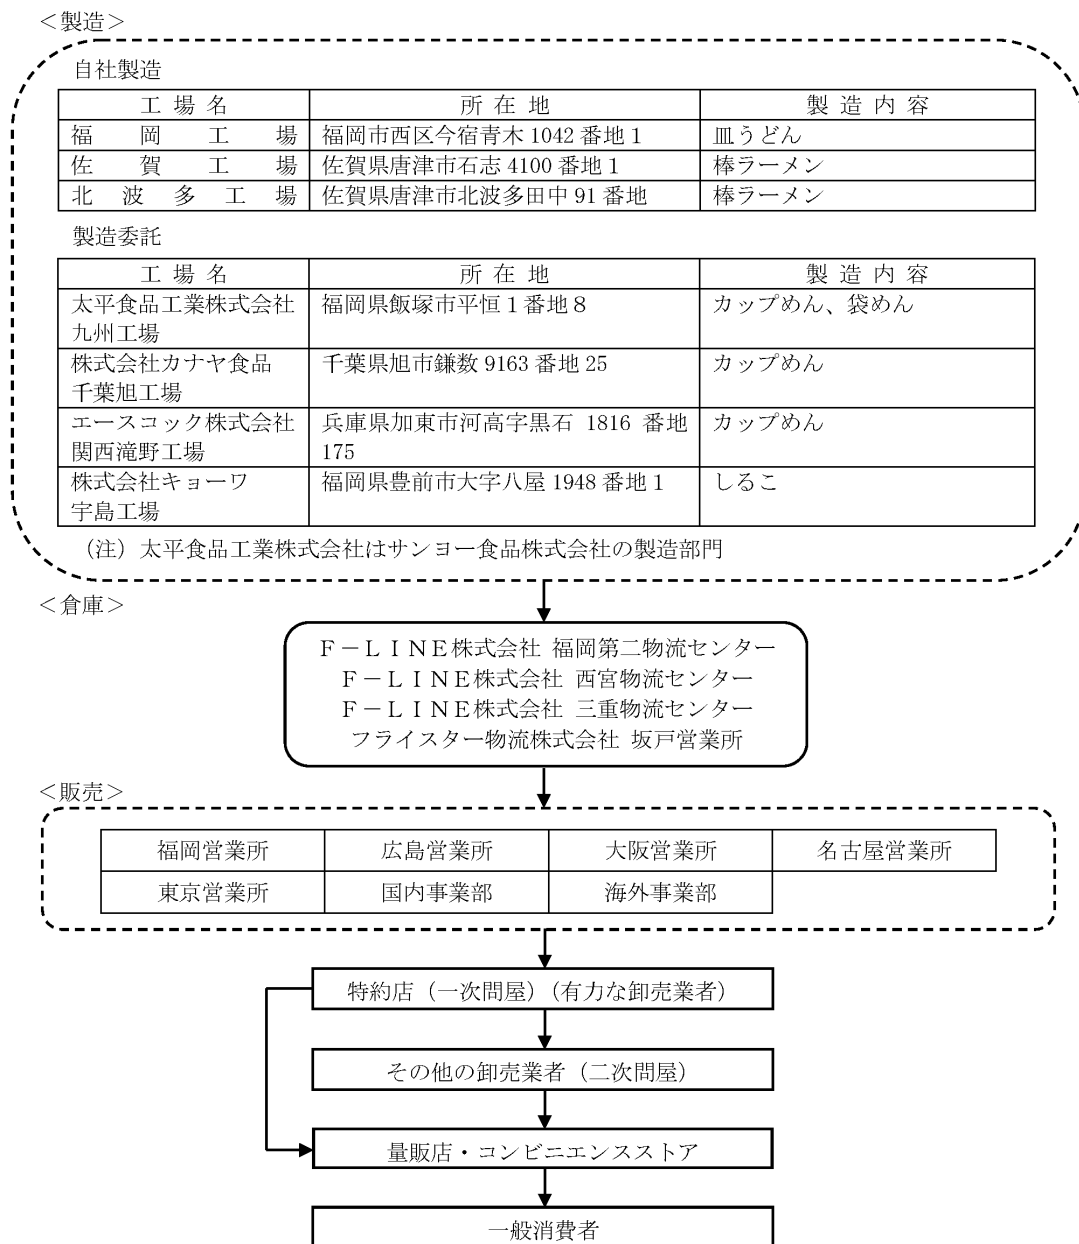 ＜製造＞
自社製造
工場名 所在地 製造内容
福岡工場 福岡市西区今宿青木1042番地1 皿うどん
佐賀工場 佐賀県唐津市石志4100番地1 棒ラーメン
北波多工場 佐賀県唐津市北波多田中91番地 棒ラーメン
製造委託
工場名 所在地 製造内容
太平食品工業株式会社 福岡県飯塚市平恒1番地8 カップめん、袋めん
九州工場
株式会社カナヤ食品 千葉県旭市鎌数9163番地25 カップめん
千葉旭工場
エースコック株式会社 兵庫県加東市河高字黒石 1816 番地 カップめん
関西滝野工場 175
株式会社キョーワ 福岡県豊前市大字八屋1948番地1 しるこ
宇島工場
（注）太平食品工業株式会社はサンヨー食品株式会社の製造部門
＜倉庫＞
Ｆ－ＬＩＮＥ株式会社 福岡第二物流センター
Ｆ－ＬＩＮＥ株式会社 西宮物流センター
Ｆ－ＬＩＮＥ株式会社 三重物流センター
フライスター物流株式会社 坂戸営業所
＜販売＞
福岡営業所 広島営業所 大阪営業所 名古屋営業所
東京営業所 国内事業部 海外事業部
特約店（一次問屋）（有力な卸売業者）
その他の卸売業者（二次問屋）
量販店・コンビニエンスストア
一般消費者